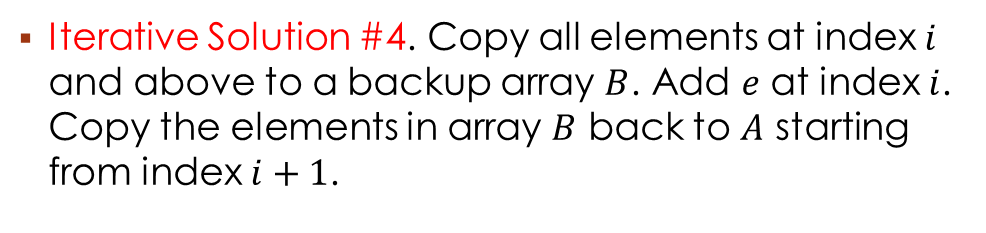 ▪ Iterative Solution #4. Copy all elements at index i
and above to a backup array B. Add e at index i.
Copy the elements in array B back to A starting
from index i + 1.